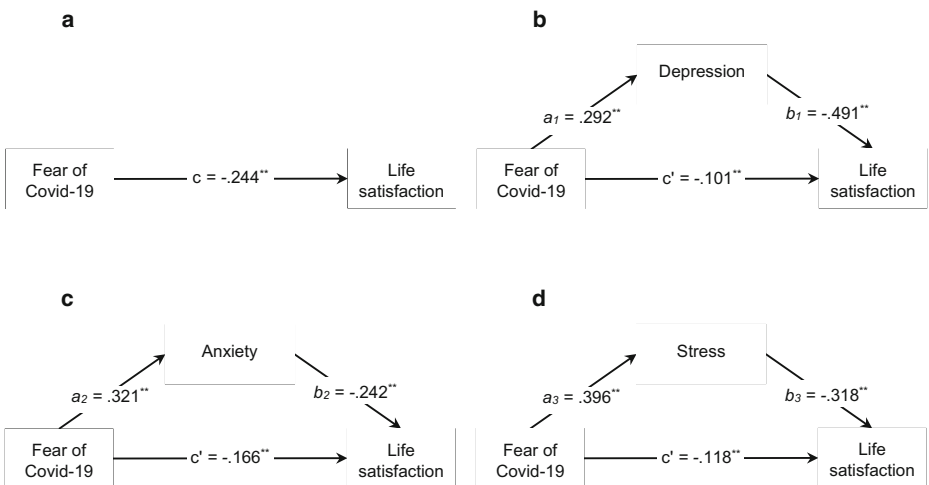 a
Fear of
Covid-19
c = -.244**
Life
satisfaction
b
Depression
a₁ = .292**
b₁ = -.491**
Fear of
Covid-19
c' = -.101**
Life
satisfaction
c
Anxiety
a₂ = .321**
b₂ = -.242**
Fear of
Covid-19
c' = -.166**
Life
satisfaction
d
Stress
a₃ = .396**
b₃ = -.318**
Fear of
Covid-19
c' = -.118**
Life
satisfaction